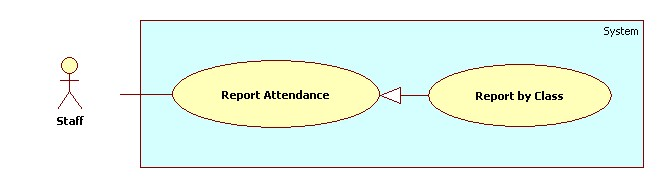 System
Report Attendance
Report by Class
Staff